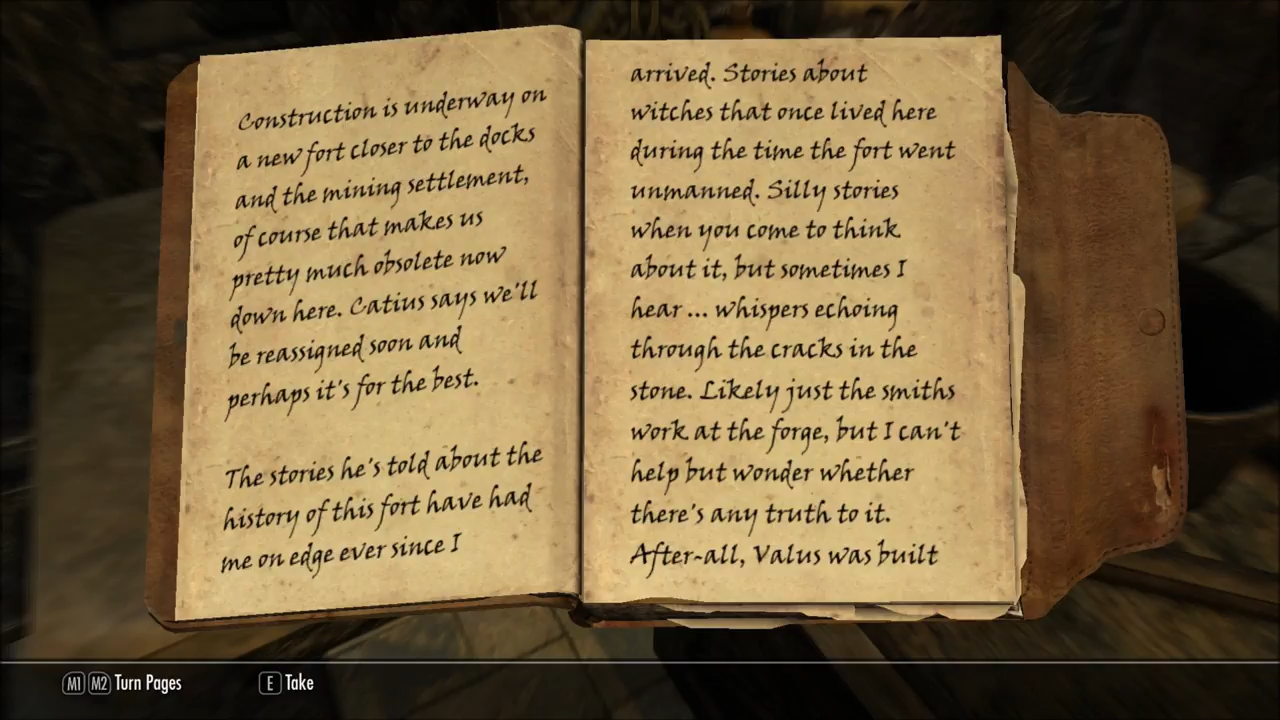 Construction is underway on
a new fort closer to the docks
and the mining settlement,
of course that makes us
pretty much obsolete now
down here. Catius says we'll
be reassigned soon and
perhaps it's for the best.
The stories he's told about the
history of this fort have had
me on edge ever since I
arrived. Stories about
witches that once lived here
during the time the fort went
unmanned. Silly stories
when you come to think
about it, but sometimes I
hear ... whispers echoing
through the cracks in the
stone. Likely just the smiths
work at the forge, but I can't
help but wonder whether
there's any truth to it.
After-all, Valus was built
M1 M2 Turn Pages E Take